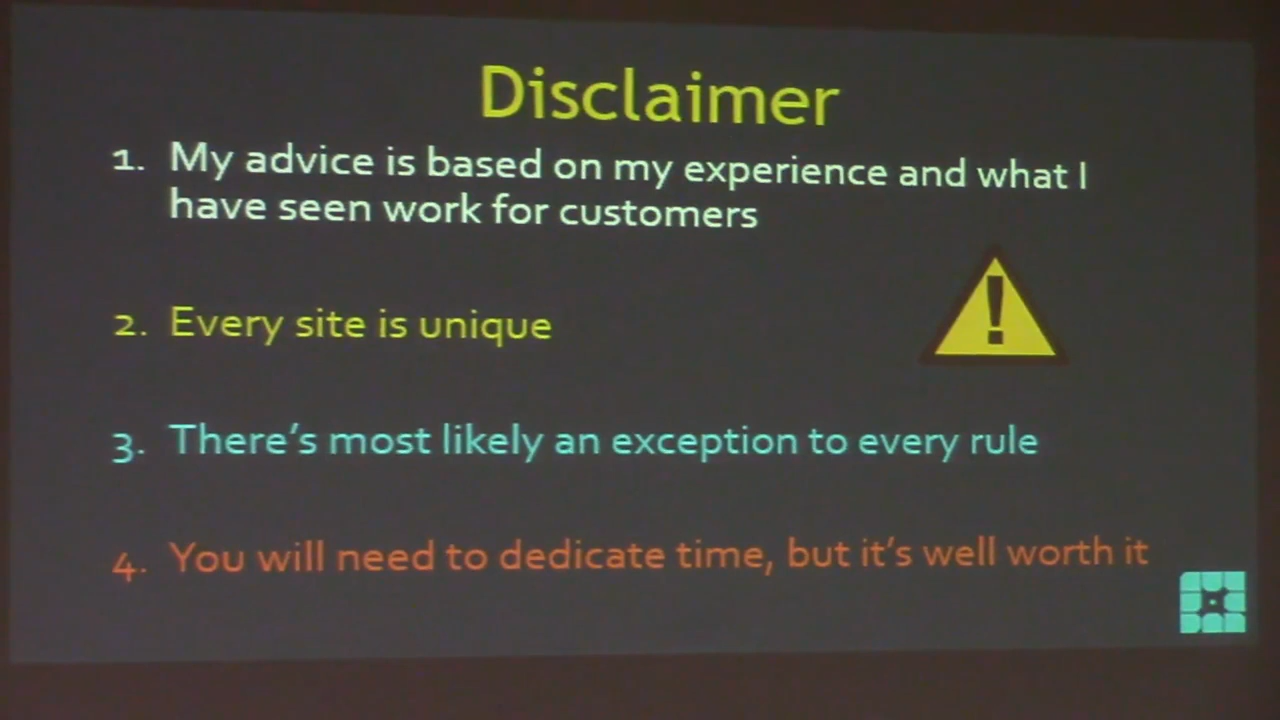 Disclaimer
1. My advice is based on my experience and what I
have seen work for customers
2. Every site is unique
3. There's most likely an exception to every rule
4. You will need to dedicate time, but it's well worth it